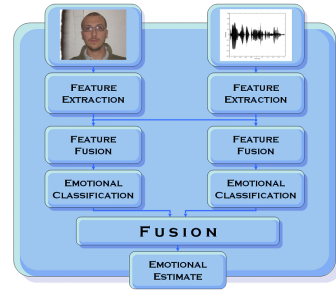 FEATURE
EXTRACTION
FEATURE
EXTRACTION
FEATURE
FUSION
FEATURE
FUSION
EMOTIONAL
CLASSIFICATION
EMOTIONAL
CLASSIFICATION
FUSION
EMOTIONAL
ESTIMATE